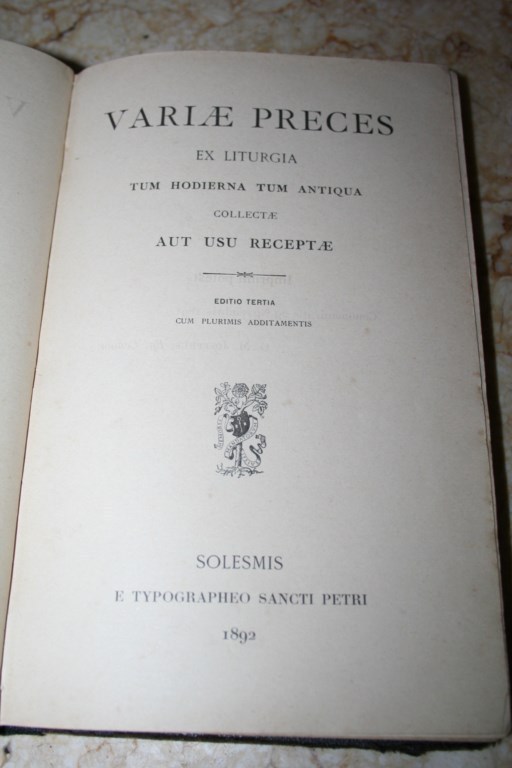 VARIÆ PRECES
EX LITURGIA
TUM HODIERNA TUM ANTIQUA
COLLECTÆ
AUT USU RECEPTÆ
EDITIO TERTIA
CUM PLURIMIS ADDITAMENTIS
SOLESMIS
E TYPOGRAPHEO SANCTI PETRI
1892